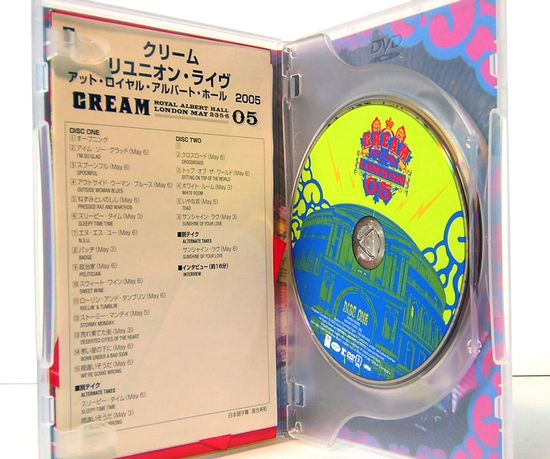 クリーム
リユニオン・ライヴ
アット・ロイヤル・アルバート・ホール 2005
CREAM ROYAL ALBERT HALL
LONDON MAY 2-3-5-6 05
DISC ONE
① オープニング
② アイム・ソー・グラッド (May 6)
I'M SO GLAD
③ スプーンフル (May 6)
SPOONFUL
④ アウトサイド・ウーマン・ブルース (May 6)
OUTSIDE WOMAN BLUES
⑤ ねずみといのしし (May 6)
PRESSED RAT AND WARTHOG
⑥ スリーピー・タイム (May 3)
SLEEPY TIME TIME
⑦ エヌ・エス・ユー (May 6)
N.S.U.
⑧ バッヂ (May 3)
BADGE
⑨ 政治家 (May 6)
POLITICIAN
⑩ スウィート・ワイン (May 6)
SWEET WINE
⑪ ローリン・アンド・タンブリン (May 6)
ROLLIN' & TUMBLIN'
⑫ ストーミー・マンデイ (May 5)
STORMY MONDAY
⑬ 荒れ果てた街 (May 3)
DESERTED CITIES OF THE HEART
⑭ 悪い星の下に (May 6)
BORN UNDER A BAD SIGN
⑮ 間違いそうだ (May 6)
WE'RE GOING WRONG
■別テイク
ALTERNATE TAKES
スリーピー・タイム (May 6)
SLEEPY TIME TIME
間違いそうだ (May 3)
WE'RE GOING WRONG
DISC TWO
① クロスロード (May 6)
CROSSROADS
トップ・オブ・ザ・ワールド (May 6)
SITTING ON TOP OF THE WORLD
ホワイト・ルーム (May 3)
WHITE ROOM
いやな奴 (May 5)
TOAD
サンシャイン・ラヴ (May 3)
SUNSHINE OF YOUR LOVE
■別テイク
ALTERNATE TAKES
サンシャイン・ラヴ (May 6)
SUNSHINE OF YOUR LOVE
■インタビュー (約16分)
INTERVIEW
DVD
CREAM
05
DISC ONE